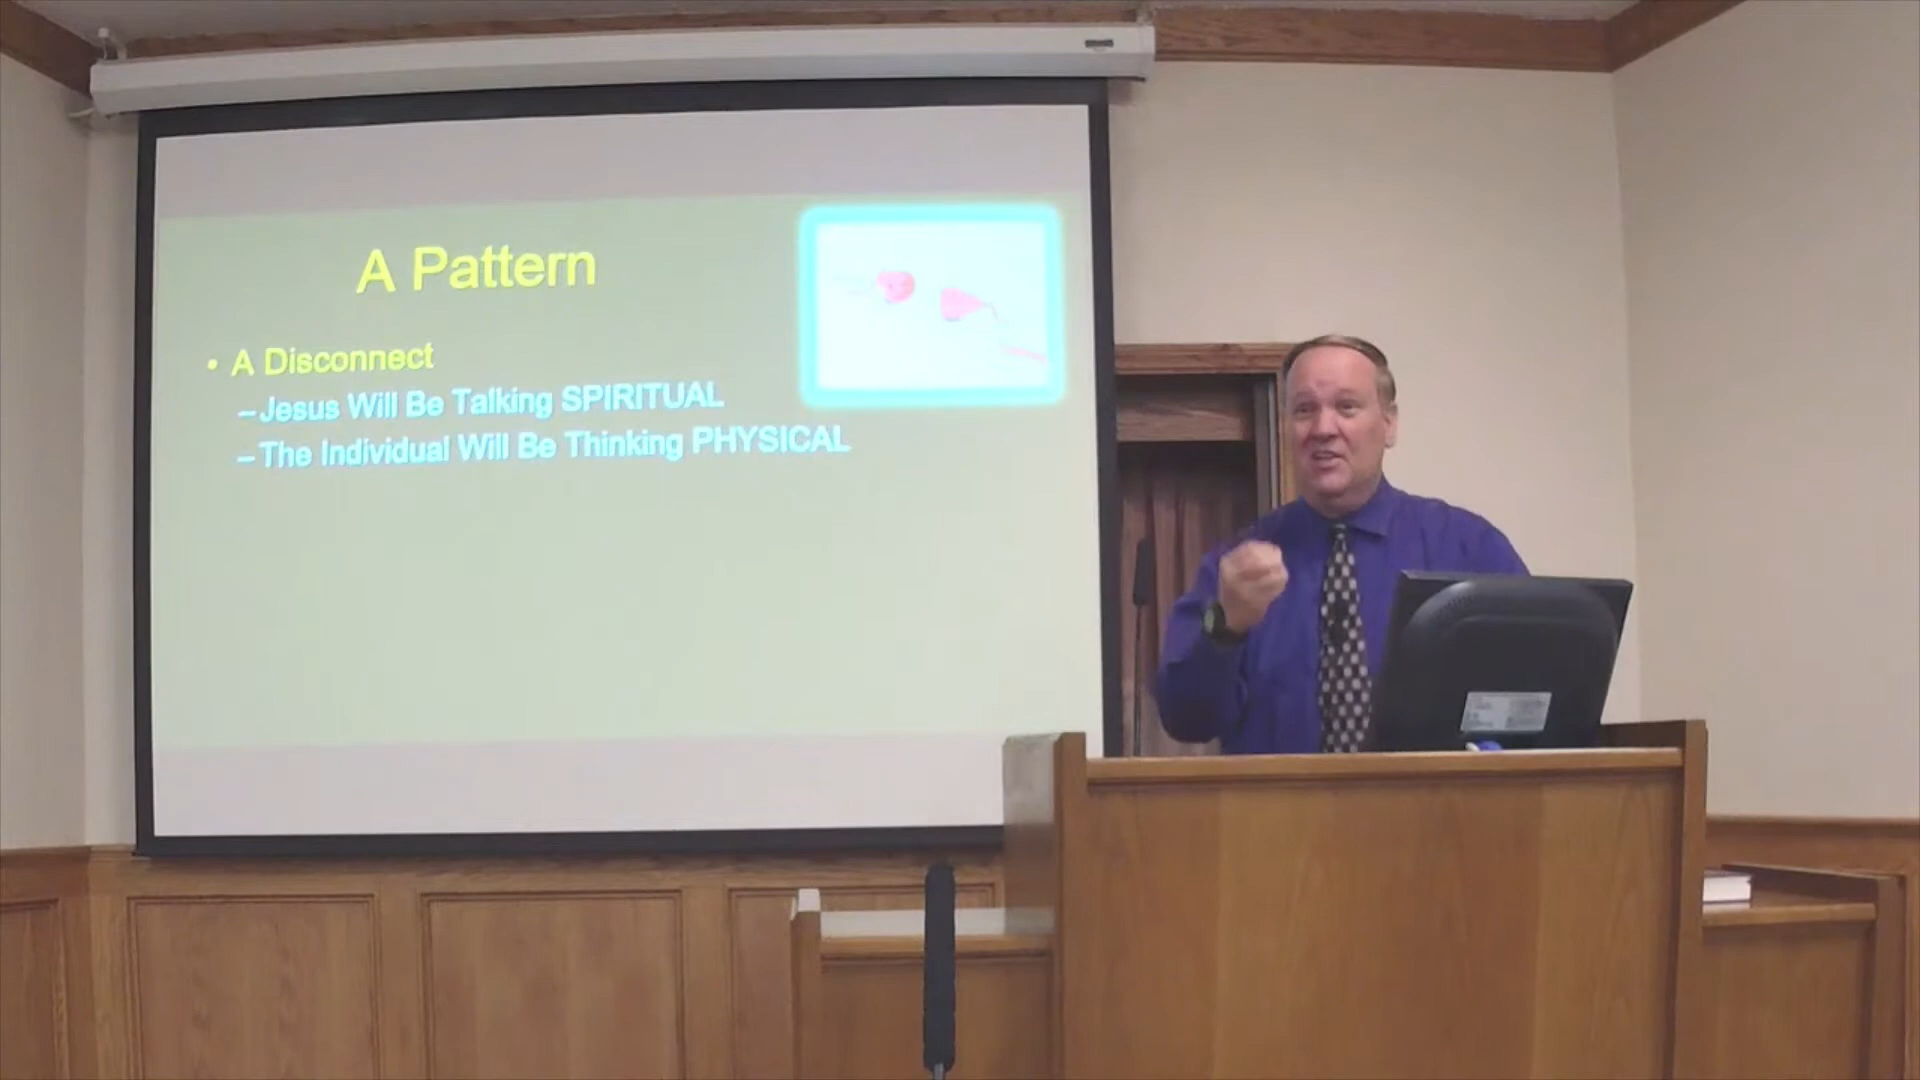 A Pattern
• A Disconnect
–Jesus Will Be Talking SPIRITUAL
–The Individual Will Be Thinking PHYSICAL